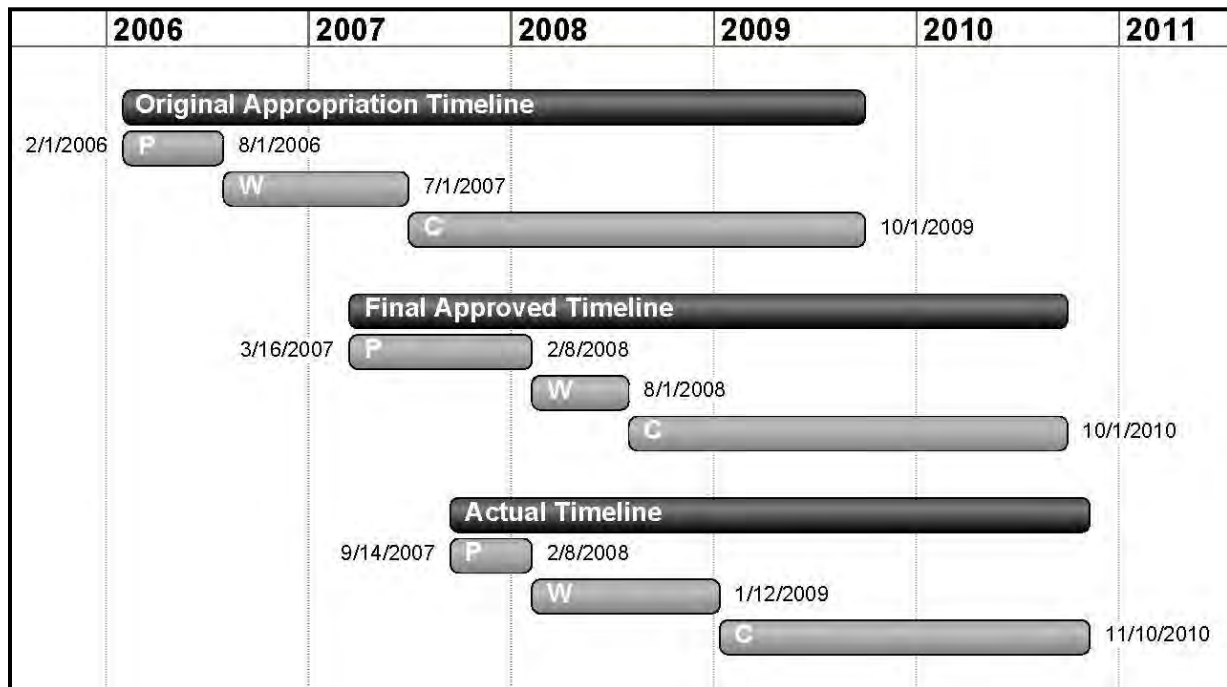 2006 2007 2008 2009 2010 2011
Original Appropriation Timeline
2/1/2006 P 8/1/2006
W 7/1/2007
C 10/1/2009
Final Approved Timeline
3/16/2007 P 2/8/2008
W 8/1/2008
C 10/1/2010
Actual Timeline
9/14/2007 P 2/8/2008
W 1/12/2009
C 11/10/2010